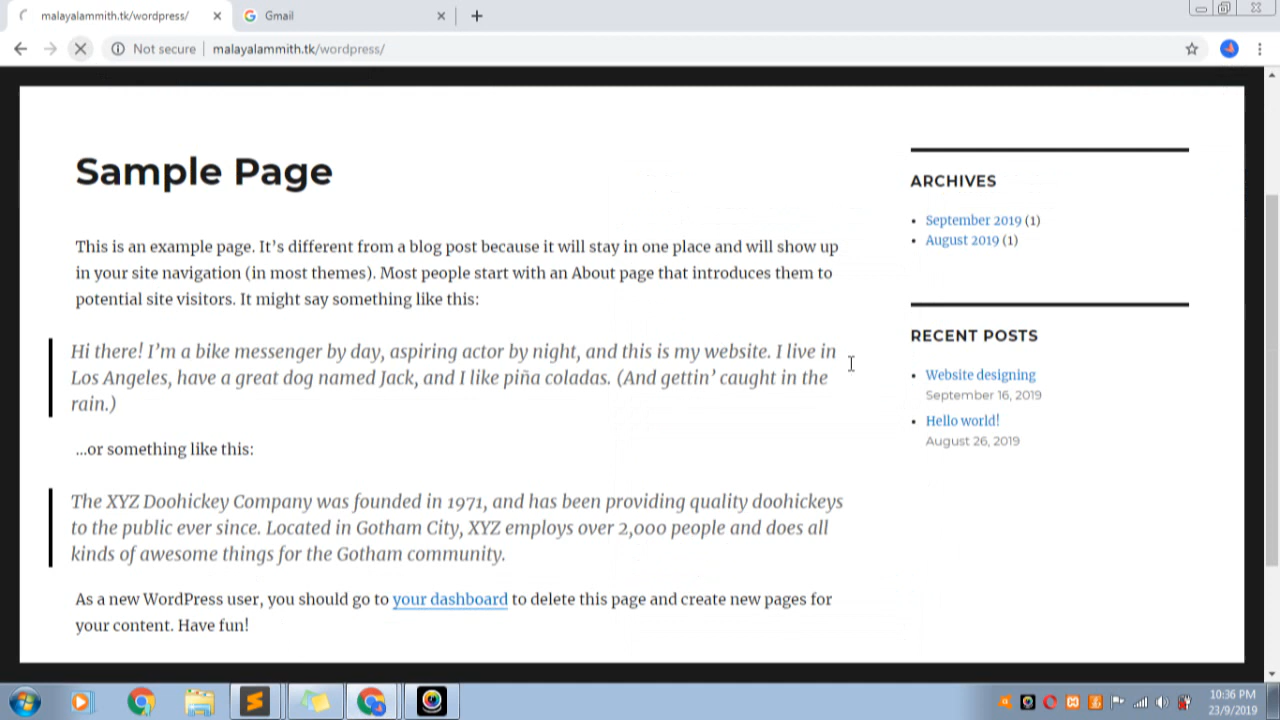 malayalammith.tk/wordpress/
Gmail
Not secure
malayalammith.tk/wordpress/
Sample Page
This is an example page. It’s different from a blog post because it will stay in one place and will show up
in your site navigation (in most themes). Most people start with an About page that introduces them to
potential site visitors. It might say something like this:
Hi there! I’m a bike messenger by day, aspiring actor by night, and this is my website. I live in
Los Angeles, have a great dog named Jack, and I like piña coladas. (And gettin’ caught in the
rain.)
…or something like this:
The XYZ Doohickey Company was founded in 1971, and has been providing quality doohickeys
to the public ever since. Located in Gotham City, XYZ employs over 2,000 people and does all
kinds of awesome things for the Gotham community.
As a new WordPress user, you should go to your dashboard to delete this page and create new pages for
your content. Have fun!
ARCHIVES
September 2019 (1)
August 2019 (1)
RECENT POSTS
Website designing
September 16, 2019
Hello world!
August 26, 2019
10:36 PM
23/9/2019